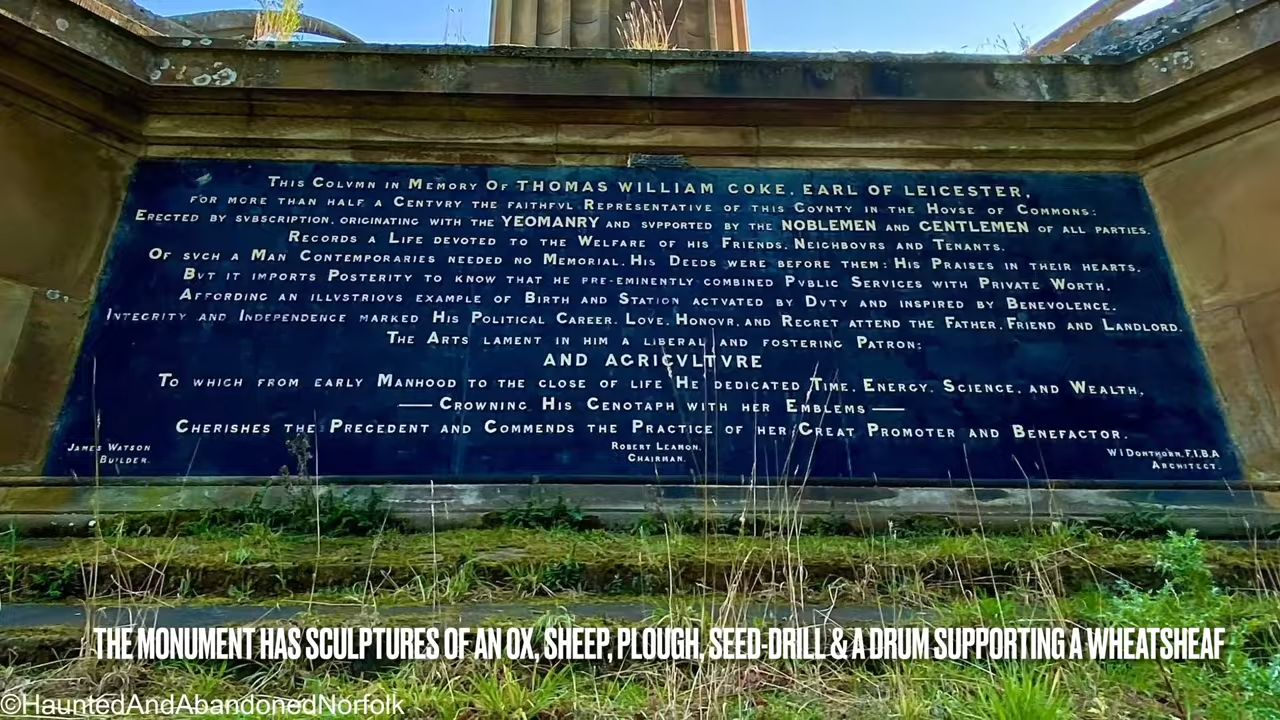 THIS COLVMN IN MEMORY OF THOMAS WILLIAM COKE, EARL OF LEICESTER,
FOR MORE THAN HALF A CENTVRY THE FAITHFVL REPRESENTATIVE OF THIS COVNTY IN THE HOVSE OF COMMONS:
ERECTED BY SVBSCRIPTION, ORIGINATING WITH THE YEOMANRY AND SVPPORTED BY THE NOBLEMEN AND GENTLEMEN OF ALL PARTIES,
RECORDS A LIFE DEVOTED TO THE WELFARE OF HIS FRIENDS, NEIGHBOVRS AND TENANTS.
OF SVCH A MAN CONTEMPORARIES NEEDED NO MEMORIAL, HIS DEEDS WERE BEFORE THEM: HIS PRAISES IN THEIR HEARTS,
BVT IT IMPORTS POSTERITY TO KNOW THAT HE PRE-EMINENTLY COMBINED PVBLIC SERVICES WITH PRIVATE WORTH,
AFFORDING AN ILLVSTRIOVS EXAMPLE OF BIRTH AND STATION ACTVATED BY DVTY AND INSPIRED BY BENEVOLENCE.
INTEGRITY AND INDEPENDENCE MARKED HIS POLITICAL CAREER. LOVE, HONOVR, AND REGRET ATTEND THE FATHER, FRIEND AND LANDLORD.
THE ARTS LAMENT IN HIM A LIBERAL AND FOSTERING PATRON:
AND AGRICVLTVRE
TO WHICH FROM EARLY MANHOOD TO THE CLOSE OF LIFE HE DEDICATED TIME, ENERGY, SCIENCE, AND WEALTH,
— CROWNING HIS CENOTAPH WITH HER EMBLEMS —
CHERISHES THE PRECEDENT AND COMMENDS THE PRACTICE OF HER GREAT PROMOTER AND BENEFACTOR.
JAMES WATSON
BUILDER.
ROBERT LEAMON,
CHAIRMAN.
W I DONTHORN, F.I.B.A
ARCHITECT.
THE MONUMENT HAS SCULPTURES OF AN OX, SHEEP, PLOUGH, SEED-DRILL & A DRUM SUPPORTING A WHEATSHEAF
©HauntedAndAbandonedNorfolk